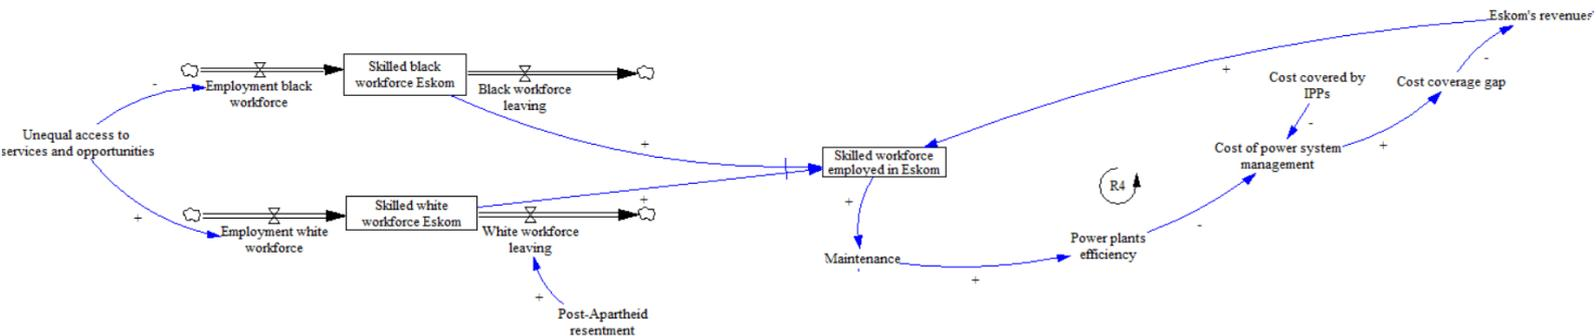 Eskom's revenues
Skilled black
workforce Eskom
Employment black
workforce
Black workforce
leaving
-
+
Cost covered by
IPPs
-
Cost coverage gap
-
Unequal access to
services and opportunities
+
Cost of power system
management
+
Skilled workforce
employed in Eskom
R4
+
Skilled white
workforce Eskom
+
+
Employment white
workforce
White workforce
leaving
-
Power plants
efficiency
Maintenance
+
+
Post-Apartheid
resentment